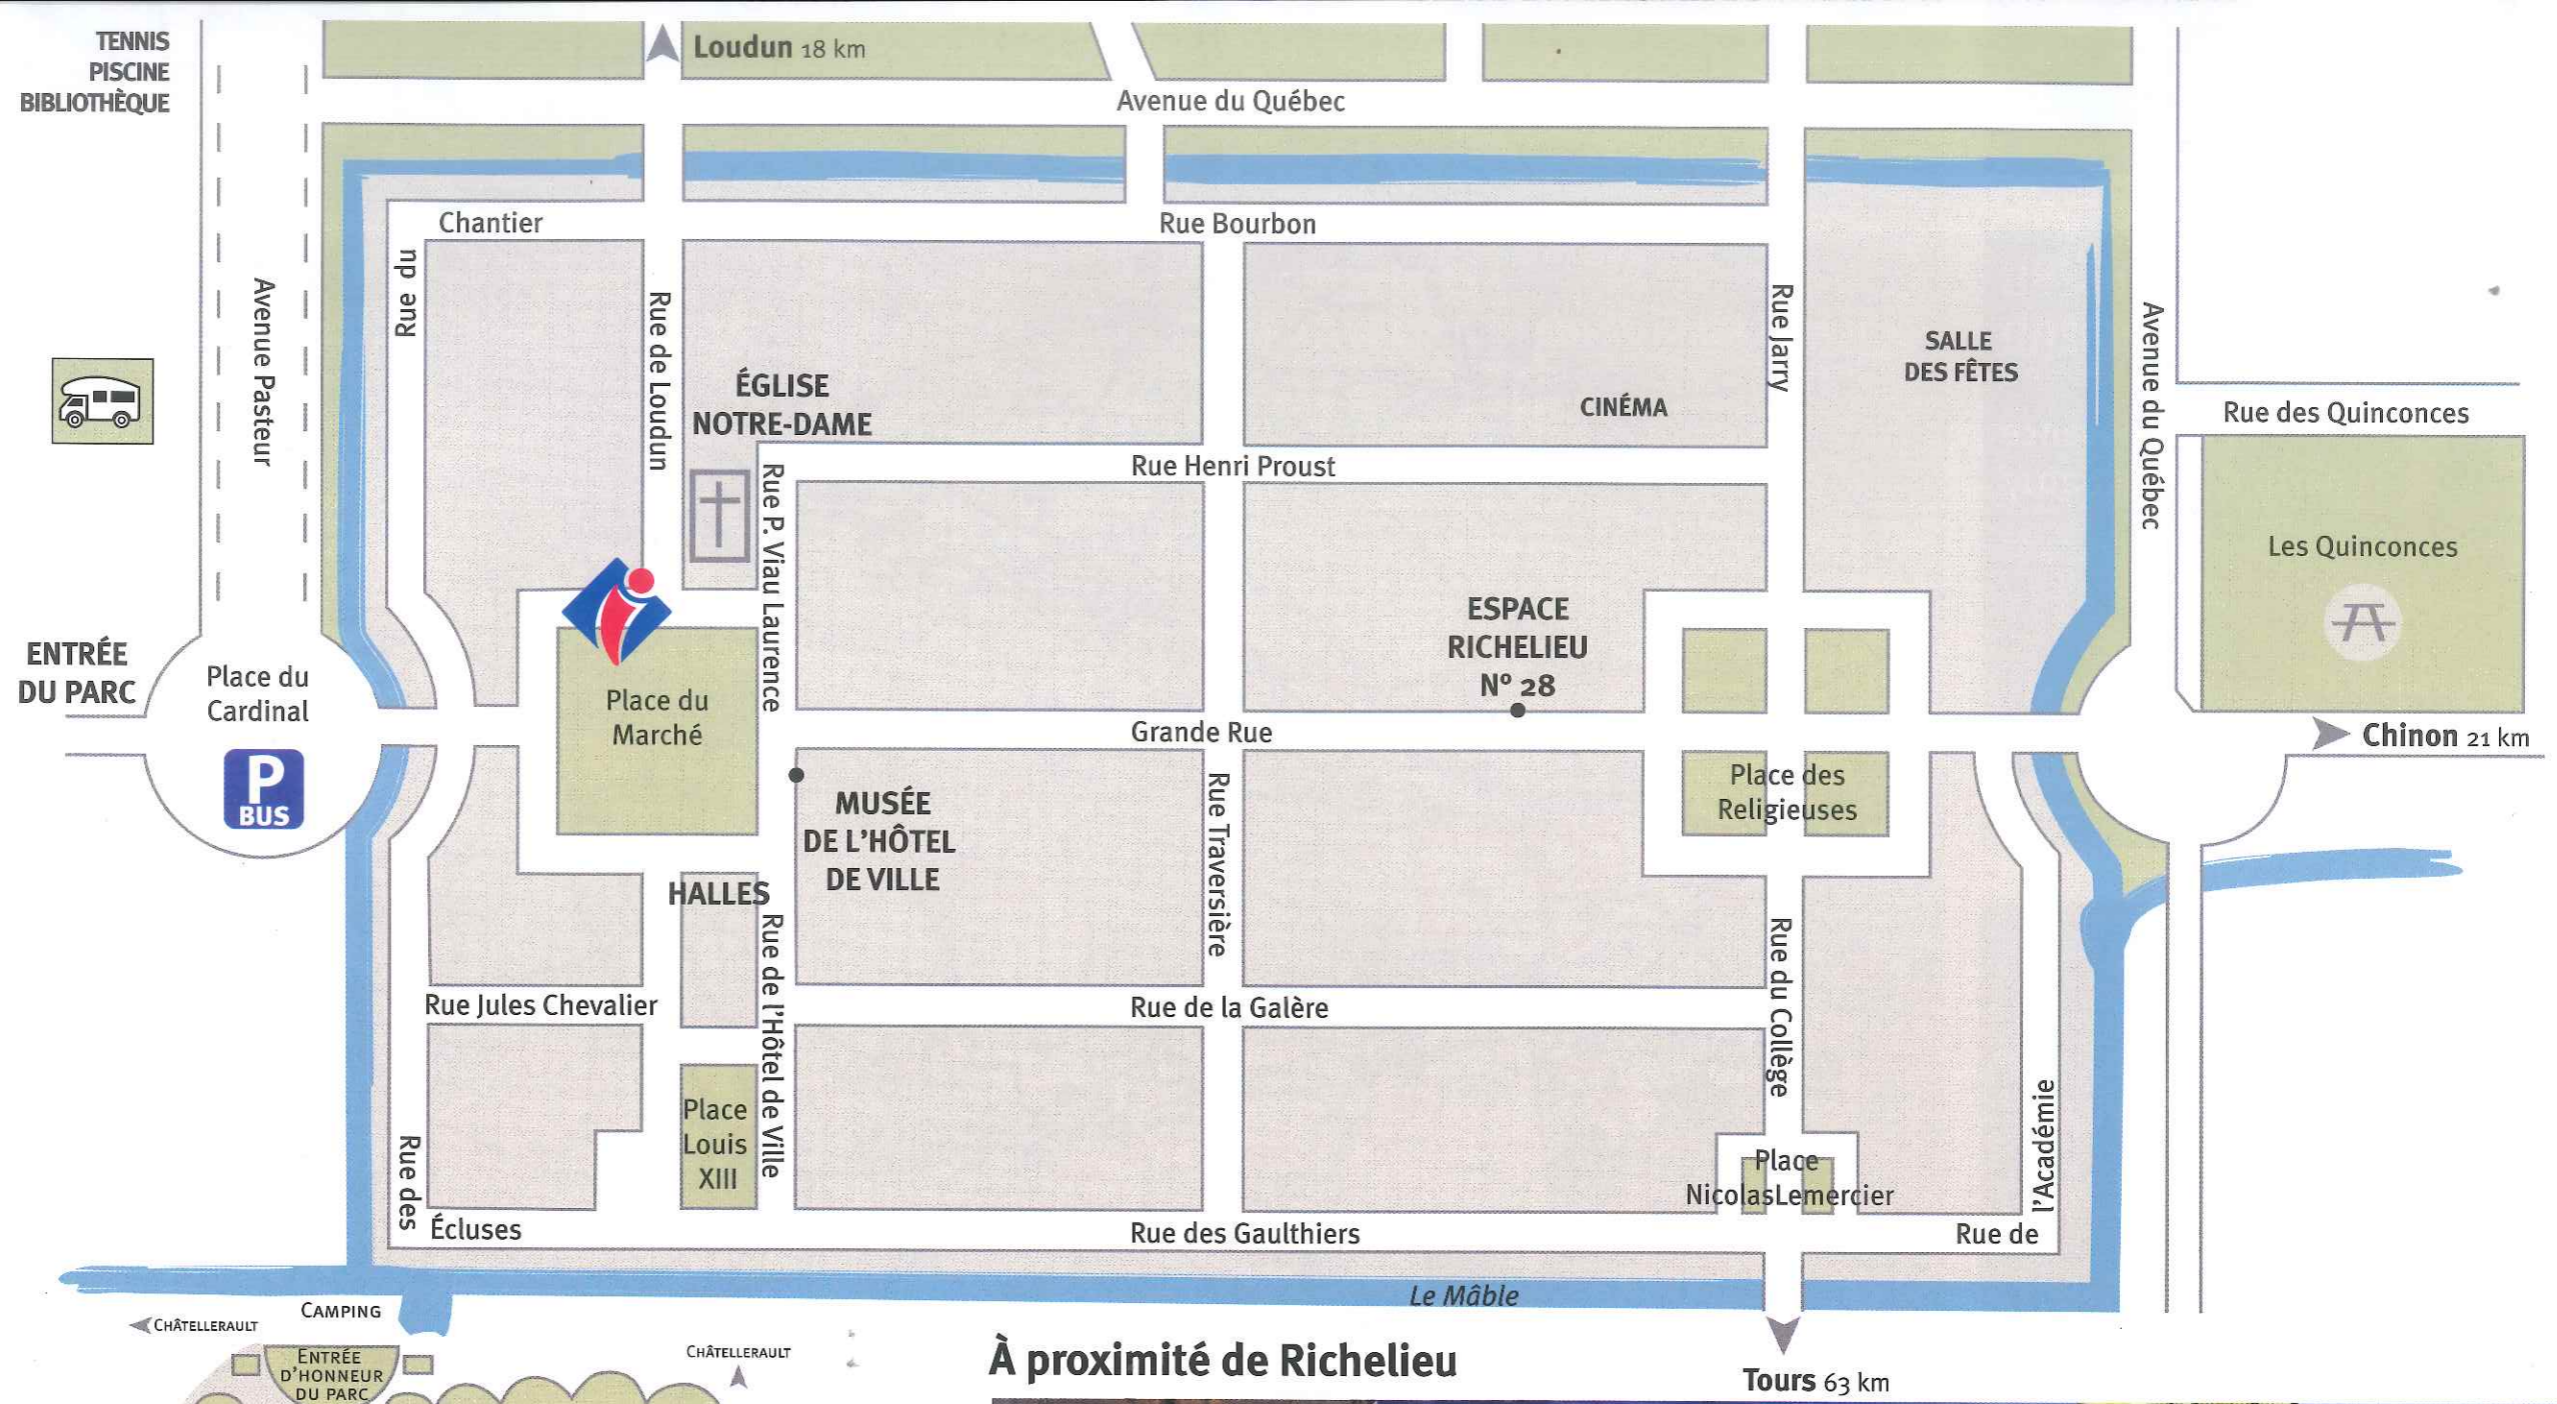 TENNIS
PISCINE
BIBLIOTHÈQUE
Loudun 18 km
Avenue du Québec
Chantier
Rue du
Rue Bourbon
Avenue Pasteur
Rue de Loudun
Rue Jarry
Avenue du Québec
ÉGLISE
NOTRE-DAME
CINÉMA
SALLE
DES FÊTES
Rue des Quinconces
Rue Henri Proust
Rue P. Viau Laurence
Les Quinconces
ESPACE
RICHELIEU
N° 28
ENTRÉE
DU PARC
Place du
Cardinal
P
BUS
Place du
Marché
Grande Rue
Chinon 21 km
MUSÉE
DE L'HÔTEL
DE VILLE
Rue Traversière
Place des
Religieuses
HALLES
Rue de l'Hôtel de Ville
Rue du Collège
Rue Jules Chevalier
Rue de la Galère
Place
Louis
XIII
Place
NicolasLemercier
l'Académie
Rue de
Rue des
Écluses
Rue des Gaulthiers
Le Mâble
CAMPING
CHÂTELLERAULT
ENTRÉE
D'HONNEUR
DU PARC
CHÂTELLERAULT
À proximité de Richelieu
Tours 63 km